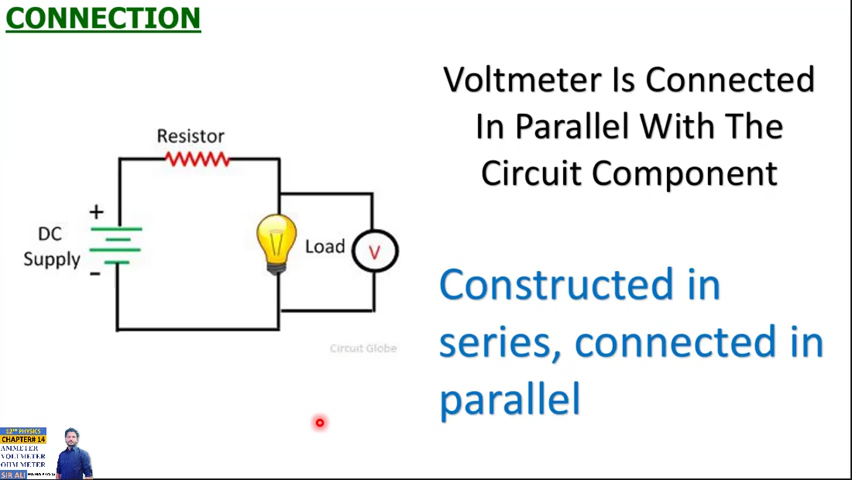 CONNECTION
Voltmeter Is Connected
In Parallel With The
Circuit Component
Resistor
+
DC
Supply
-
Load
V
Circuit Globe
Constructed in
series, connected in
parallel
12TH PHYSICS
CHAPTER# 14
AMMETER
VOLTMETER
OHM METER
SIR ALI